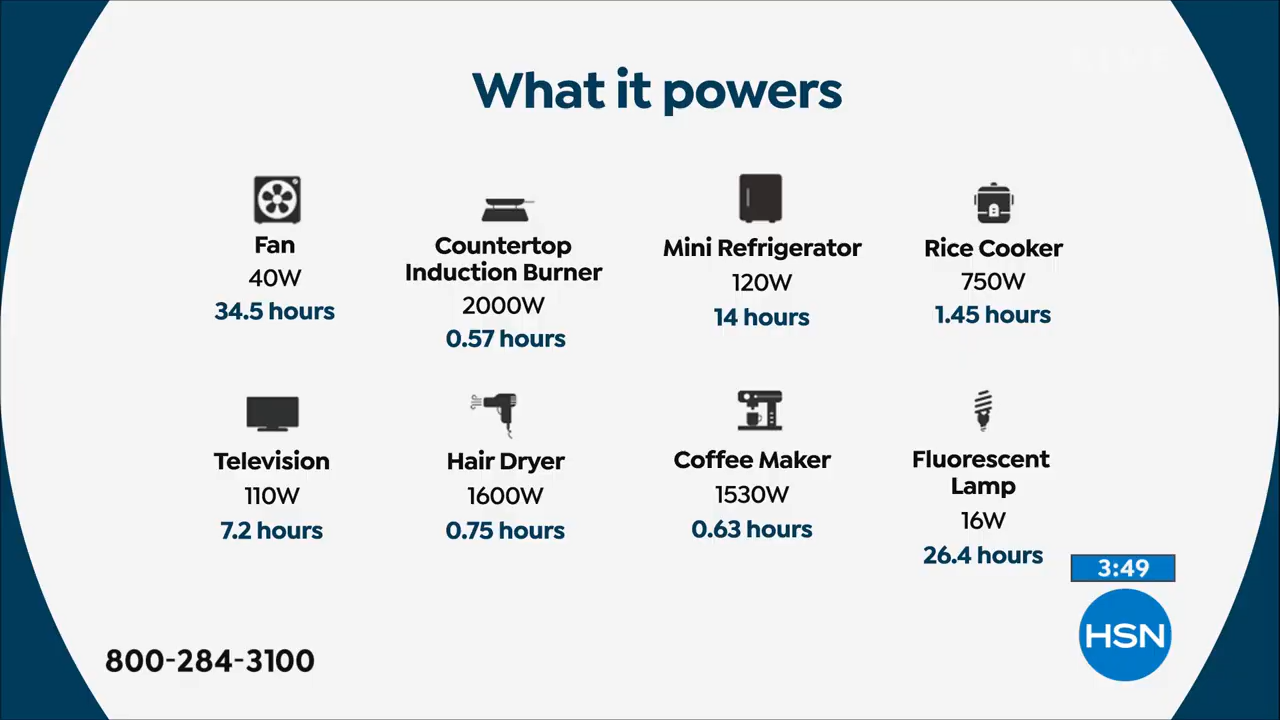 What it powers
Fan
40W
34.5 hours
Countertop
Induction Burner
2000W
0.57 hours
Mini Refrigerator
120W
14 hours
Rice Cooker
750W
1.45 hours
Television
110W
7.2 hours
Hair Dryer
1600W
0.75 hours
Coffee Maker
1530W
0.63 hours
Fluorescent
Lamp
16W
26.4 hours
3:49
HSN
800-284-3100